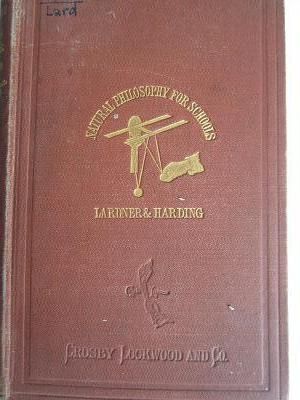 Lard
NATURAL PHILOSOPHY FOR SCHOOLS
LARDNER & HARDING
CROSBY LOCKWOOD AND CO.